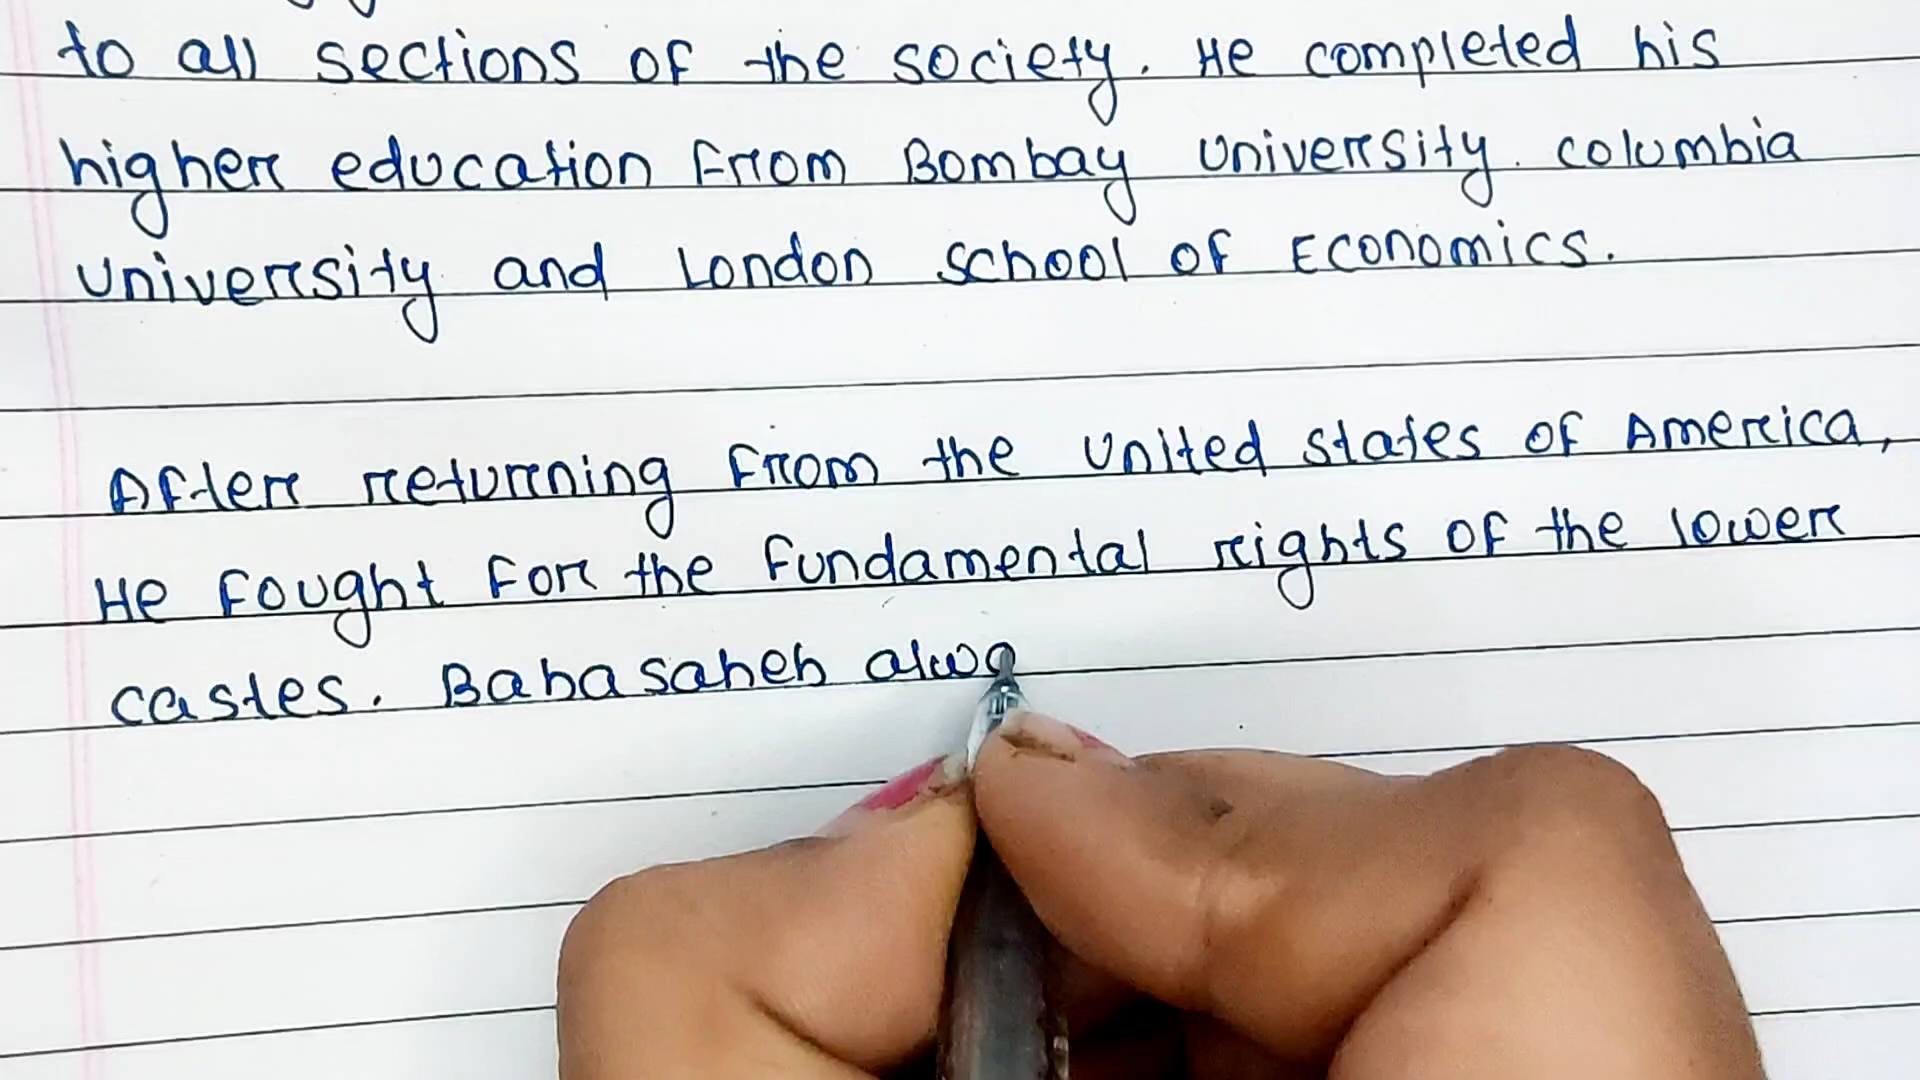 to all sections of the society. He completed his
higher education from Bombay University. columbia
University and London School of Economics.
After returning from the United states of America,
He fought for the fundamental rights of the lower
castes. Babasaheb alwa